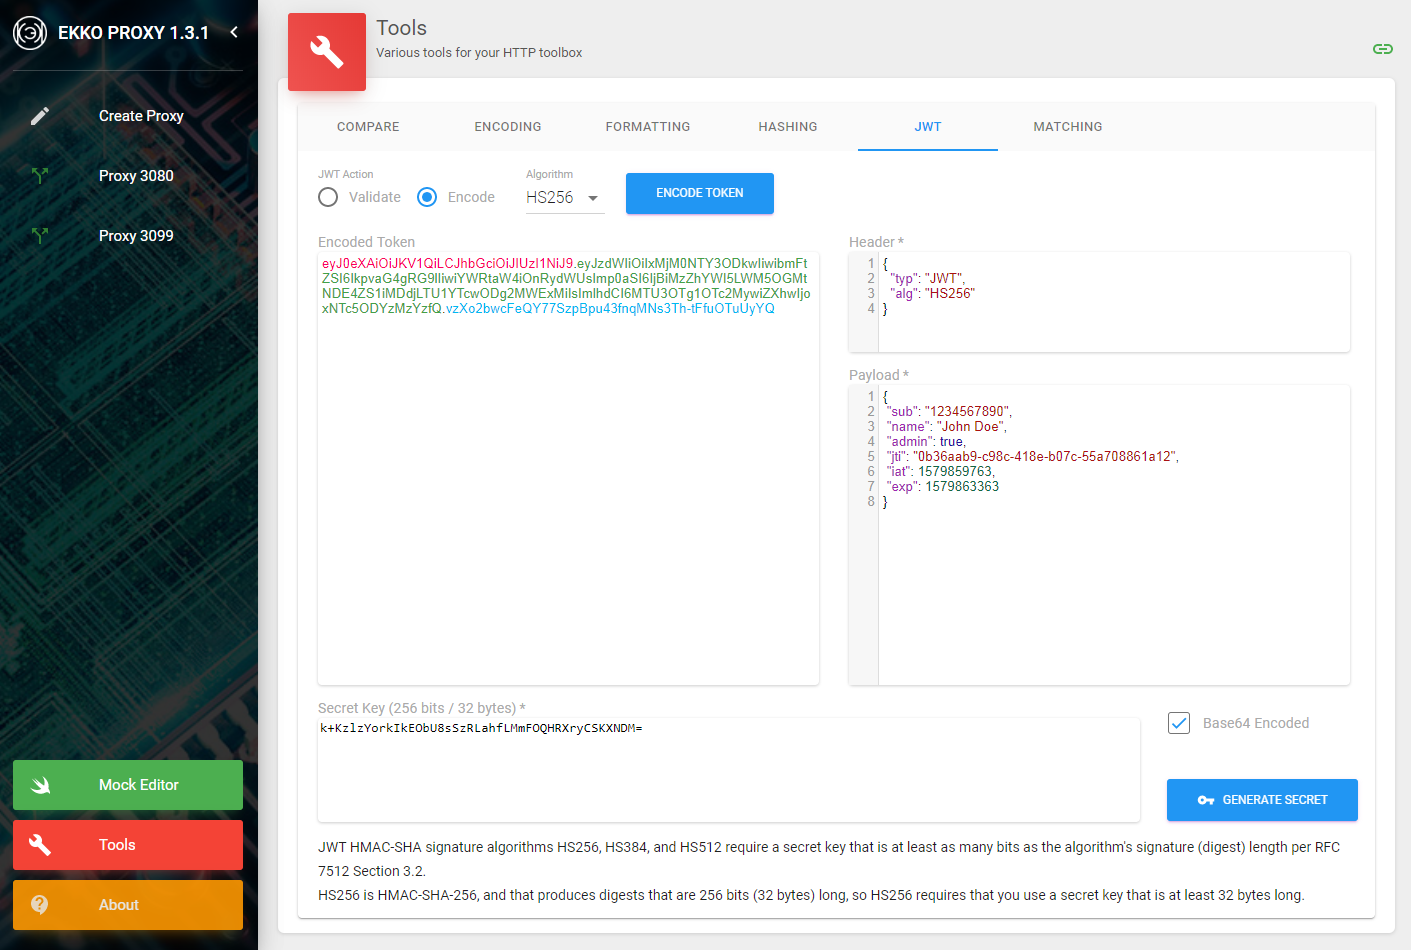 EKKO PROXY 1.3.1
Create Proxy
Proxy 3080
Proxy 3099
Mock Editor
Tools
About
Tools
Various tools for your HTTP toolbox
COMPARE ENCODING FORMATTING HASHING JWT MATCHING
JWT Action
Validate Encode
Algorithm
HS256
ENCODE TOKEN
Encoded Token
eyJ0eXAiOiJKV1QiLCJhbGciOiJIUzI1NiJ9.eyJzdWIiOiIxMjM0NTY3ODkwIiwibmFt
ZSI6IkpvaG4gRG9lIiwiYWRtaW4iOnRydWUsImp0aSI6IjBiMzZhYWI5LWM5OGMt
NDE4ZS1iMDdjLTU1YTcwODg2MWExMiIsImlhdCI6MTU3OTg1OTc2MywiZXhwIjo
xNTc5ODYzMzYzfQ.vzXo2bwcFeQY77SzpBpu43fnqMNs3Th-tFfuOTuUyYQ
Header *
1 {
2 "typ": "JWT",
3 "alg": "HS256"
4 }
Payload *
1 {
2 "sub": "1234567890",
3 "name": "John Doe",
4 "admin": true,
5 "jti": "0b36aab9-c98c-418e-b07c-55a708861a12",
6 "iat": 1579859763,
7 "exp": 1579863363
8 }
Secret Key (256 bits / 32 bytes) *
k+KzlzYorkIkEObU8sSzRLahfLMmFOQHRXryCSKXNDM=
Base64 Encoded
GENERATE SECRET
JWT HMAC-SHA signature algorithms HS256, HS384, and HS512 require a secret key that is at least as many bits as the algorithm's signature (digest) length per RFC
7512 Section 3.2.
HS256 is HMAC-SHA-256, and that produces digests that are 256 bits (32 bytes) long, so HS256 requires that you use a secret key that is at least 32 bytes long.